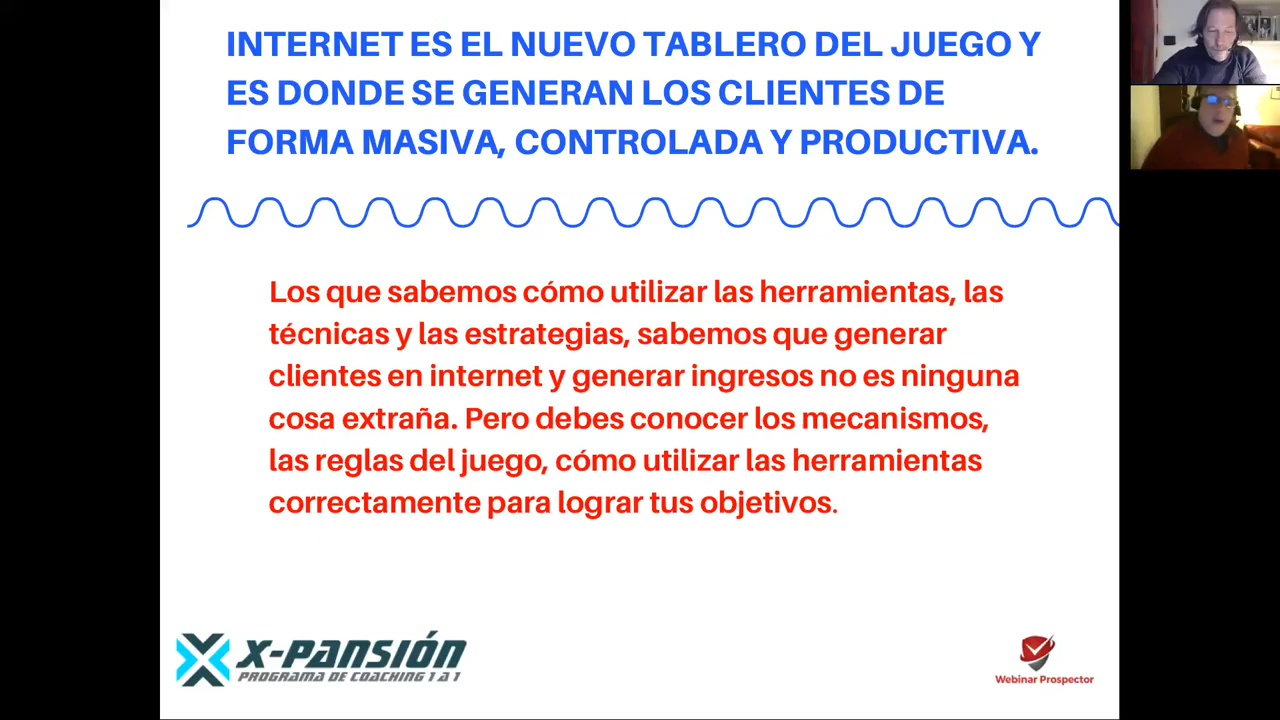 INTERNET ES EL NUEVO TABLERO DEL JUEGO Y
ES DONDE SE GENERAN LOS CLIENTES DE
FORMA MASIVA, CONTROLADA Y PRODUCTIVA.
Los que sabemos cómo utilizar las herramientas, las
técnicas y las estrategias, sabemos que generar
clientes en internet y generar ingresos no es ninguna
cosa extraña. Pero debes conocer los mecanismos,
las reglas del juego, cómo utilizar las herramientas
correctamente para lograr tus objetivos.
X-PANSIÓN
PROGRAMA DE COACHING 1 A 1
Webinar Prospector